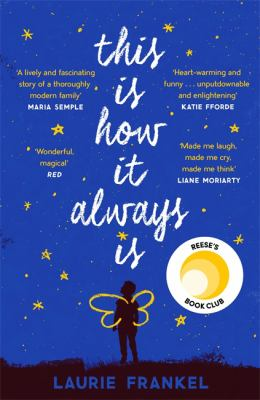 this
is
how
it
always
is
'A lively and fascinating
story of a thoroughly
modern family'
MARIA SEMPLE
'Heart-warming and
funny . . . unputdownable
and enlightening'
KATIE FFORDE
'Wonderful,
magical'
RED
'Made me laugh,
made me cry,
made me think'
LIANE MORIARTY
REESE'S
BOOK CLUB
LAURIE FRANKEL